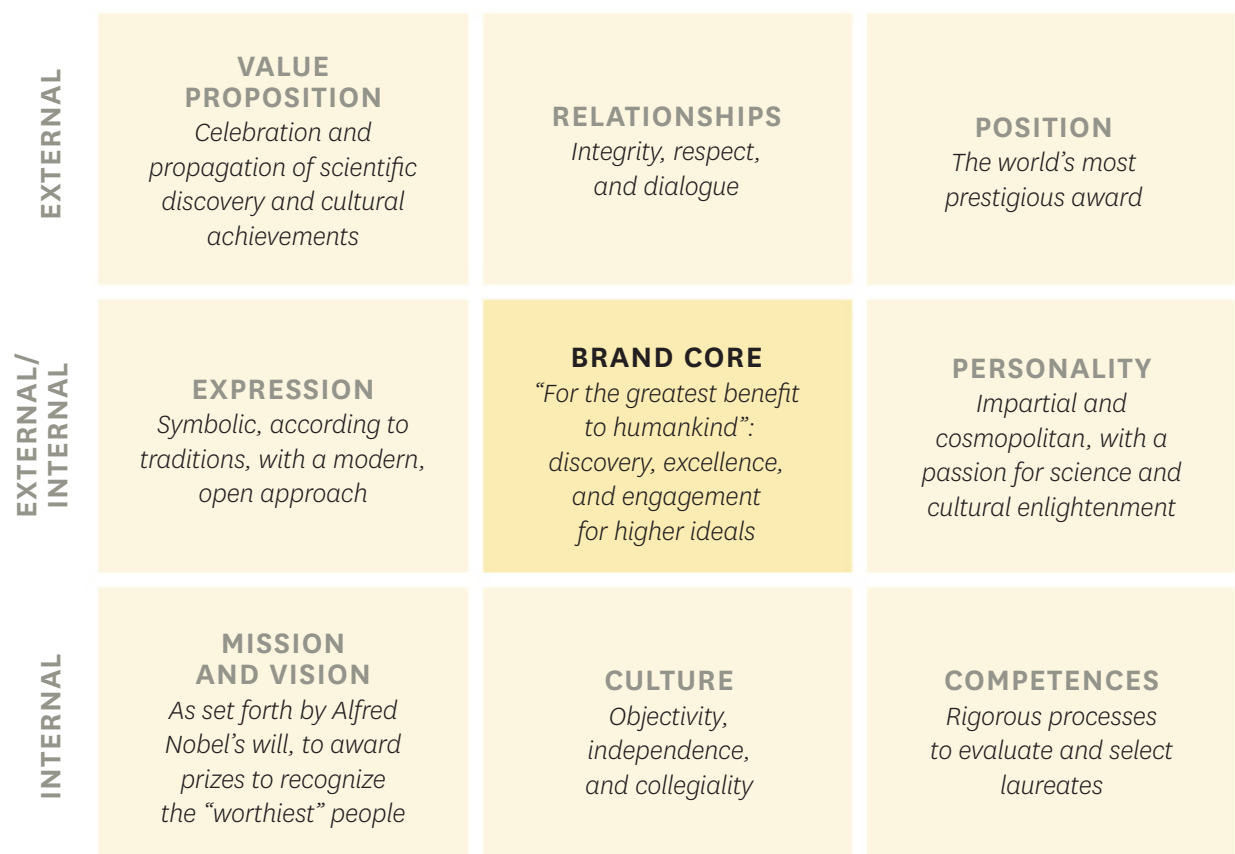 EXTERNAL
VALUE
PROPOSITION
Celebration and
propagation of scientific
discovery and cultural
achievements
RELATIONSHIPS
Integrity, respect,
and dialogue
POSITION
The world’s most
prestigious award
EXTERNAL/
INTERNAL
EXPRESSION
Symbolic, according to
traditions, with a modern,
open approach
BRAND CORE
“For the greatest benefit
to humankind”:
discovery, excellence,
and engagement
for higher ideals
PERSONALITY
Impartial and
cosmopolitan, with a
passion for science and
cultural enlightenment
INTERNAL
MISSION
AND VISION
As set forth by Alfred
Nobel’s will, to award
prizes to recognize
the “worthiest” people
CULTURE
Objectivity,
independence,
and collegiality
COMPETENCES
Rigorous processes
to evaluate and select
laureates